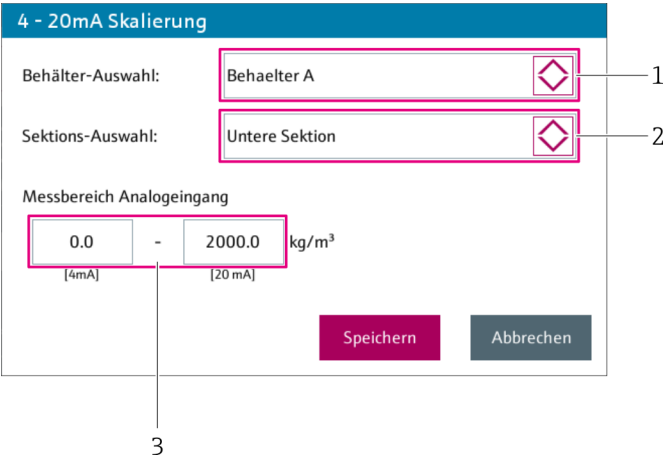 4 - 20mA Skalierung
Behälter-Auswahl: Behaelter A 1
Sektions-Auswahl: Untere Sektion 2
Messbereich Analogeingang
0.0 - 2000.0 kg/m³
[4mA] [20 mA]
Speichern Abbrechen
3